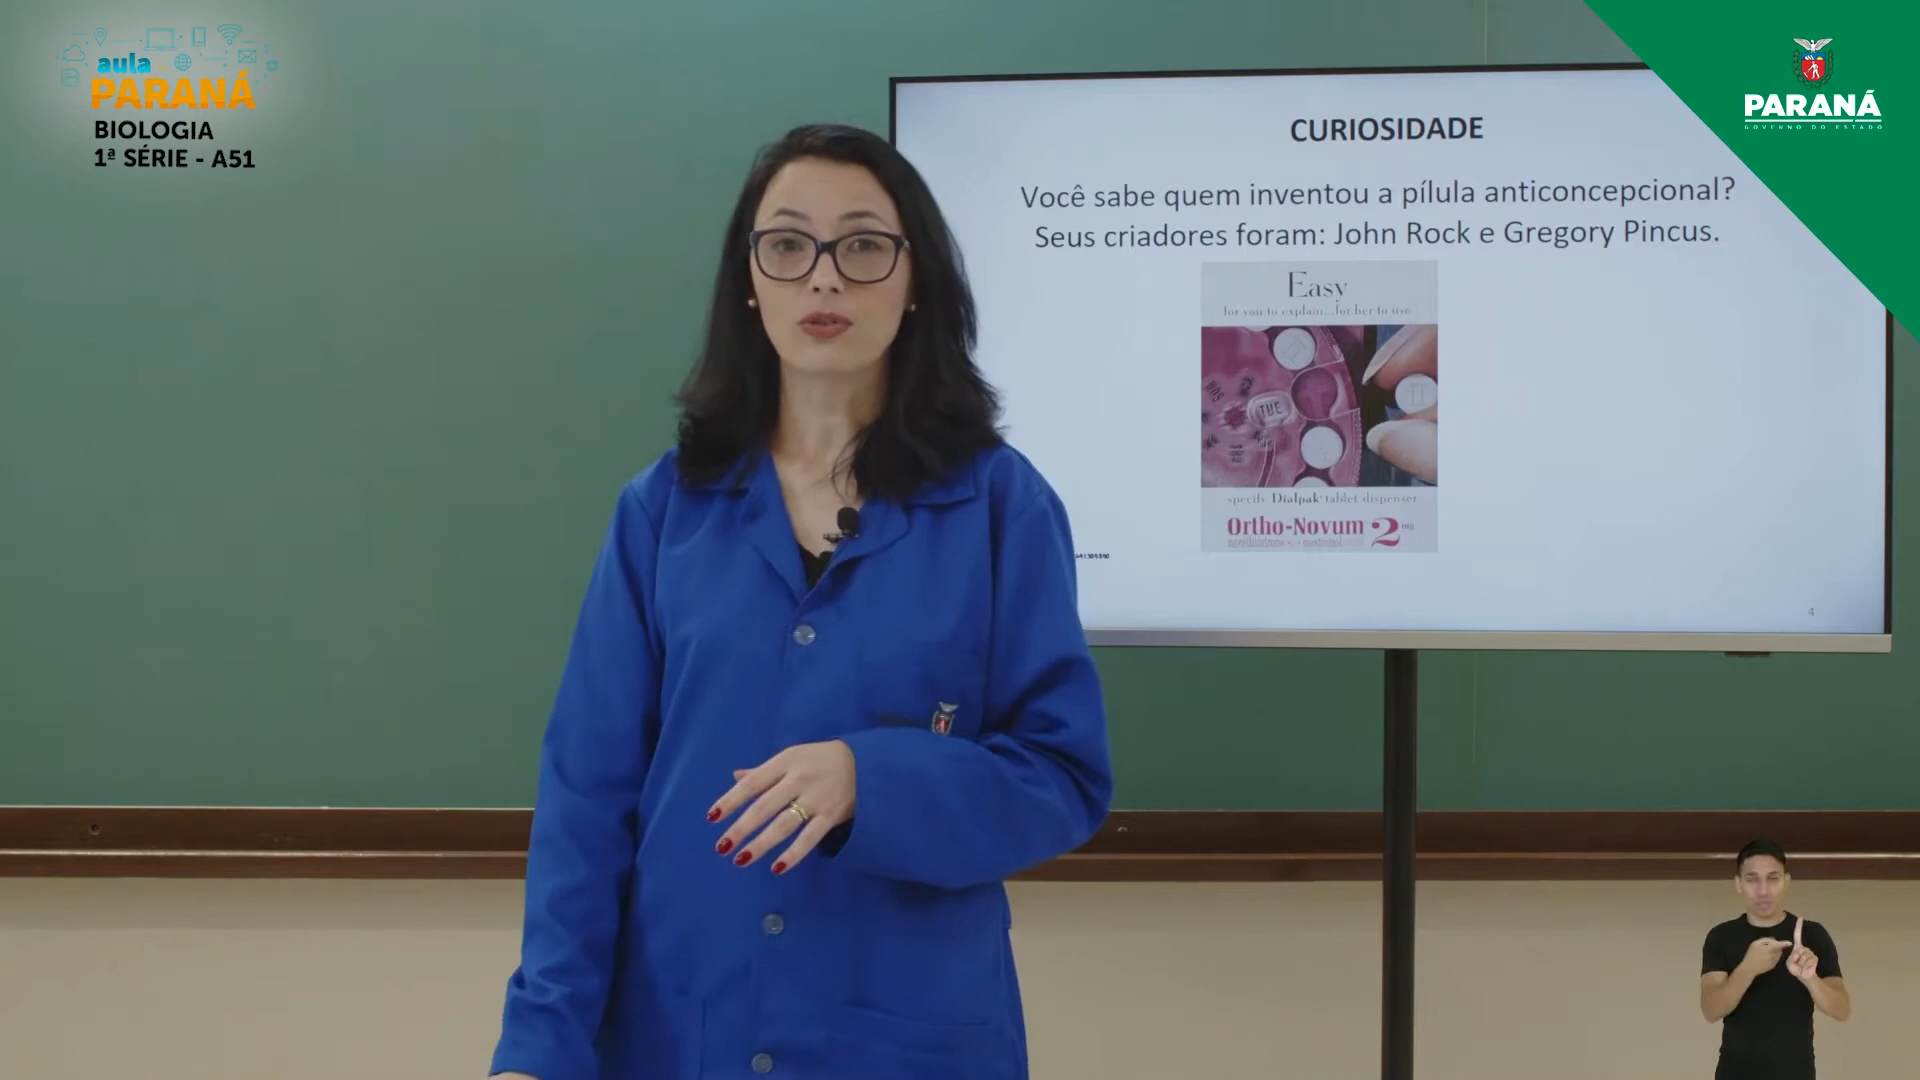 aula
PARANÁ
BIOLOGIA
1ª SÉRIE - A51
PARANÁ
GOVERNO DO ESTADO
CURIOSIDADE
Você sabe quem inventou a pílula anticoncepcional?
Seus criadores foram: John Rock e Gregory Pincus.
Easy
for you to explain...for her to use
TUE
specify Dialpak tablet dispenser
Ortho-Novum 2
4